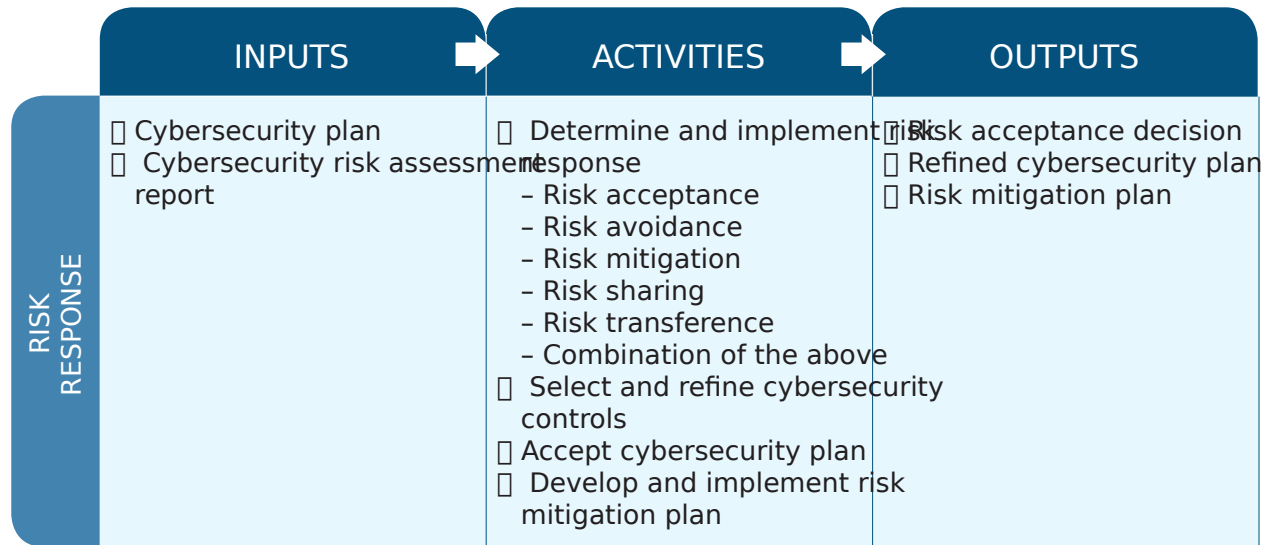 INPUTS
ACTIVITIES
OUTPUTS
RISK
RESPONSE
Cybersecurity plan
Cybersecurity risk assessment
report
Determine and implement risk
response
– Risk acceptance
– Risk avoidance
– Risk mitigation
– Risk sharing
– Risk transference
– Combination of the above
Select and refine cybersecurity
controls
Accept cybersecurity plan
Develop and implement risk
mitigation plan
Risk acceptance decision
Refined cybersecurity plan
Risk mitigation plan